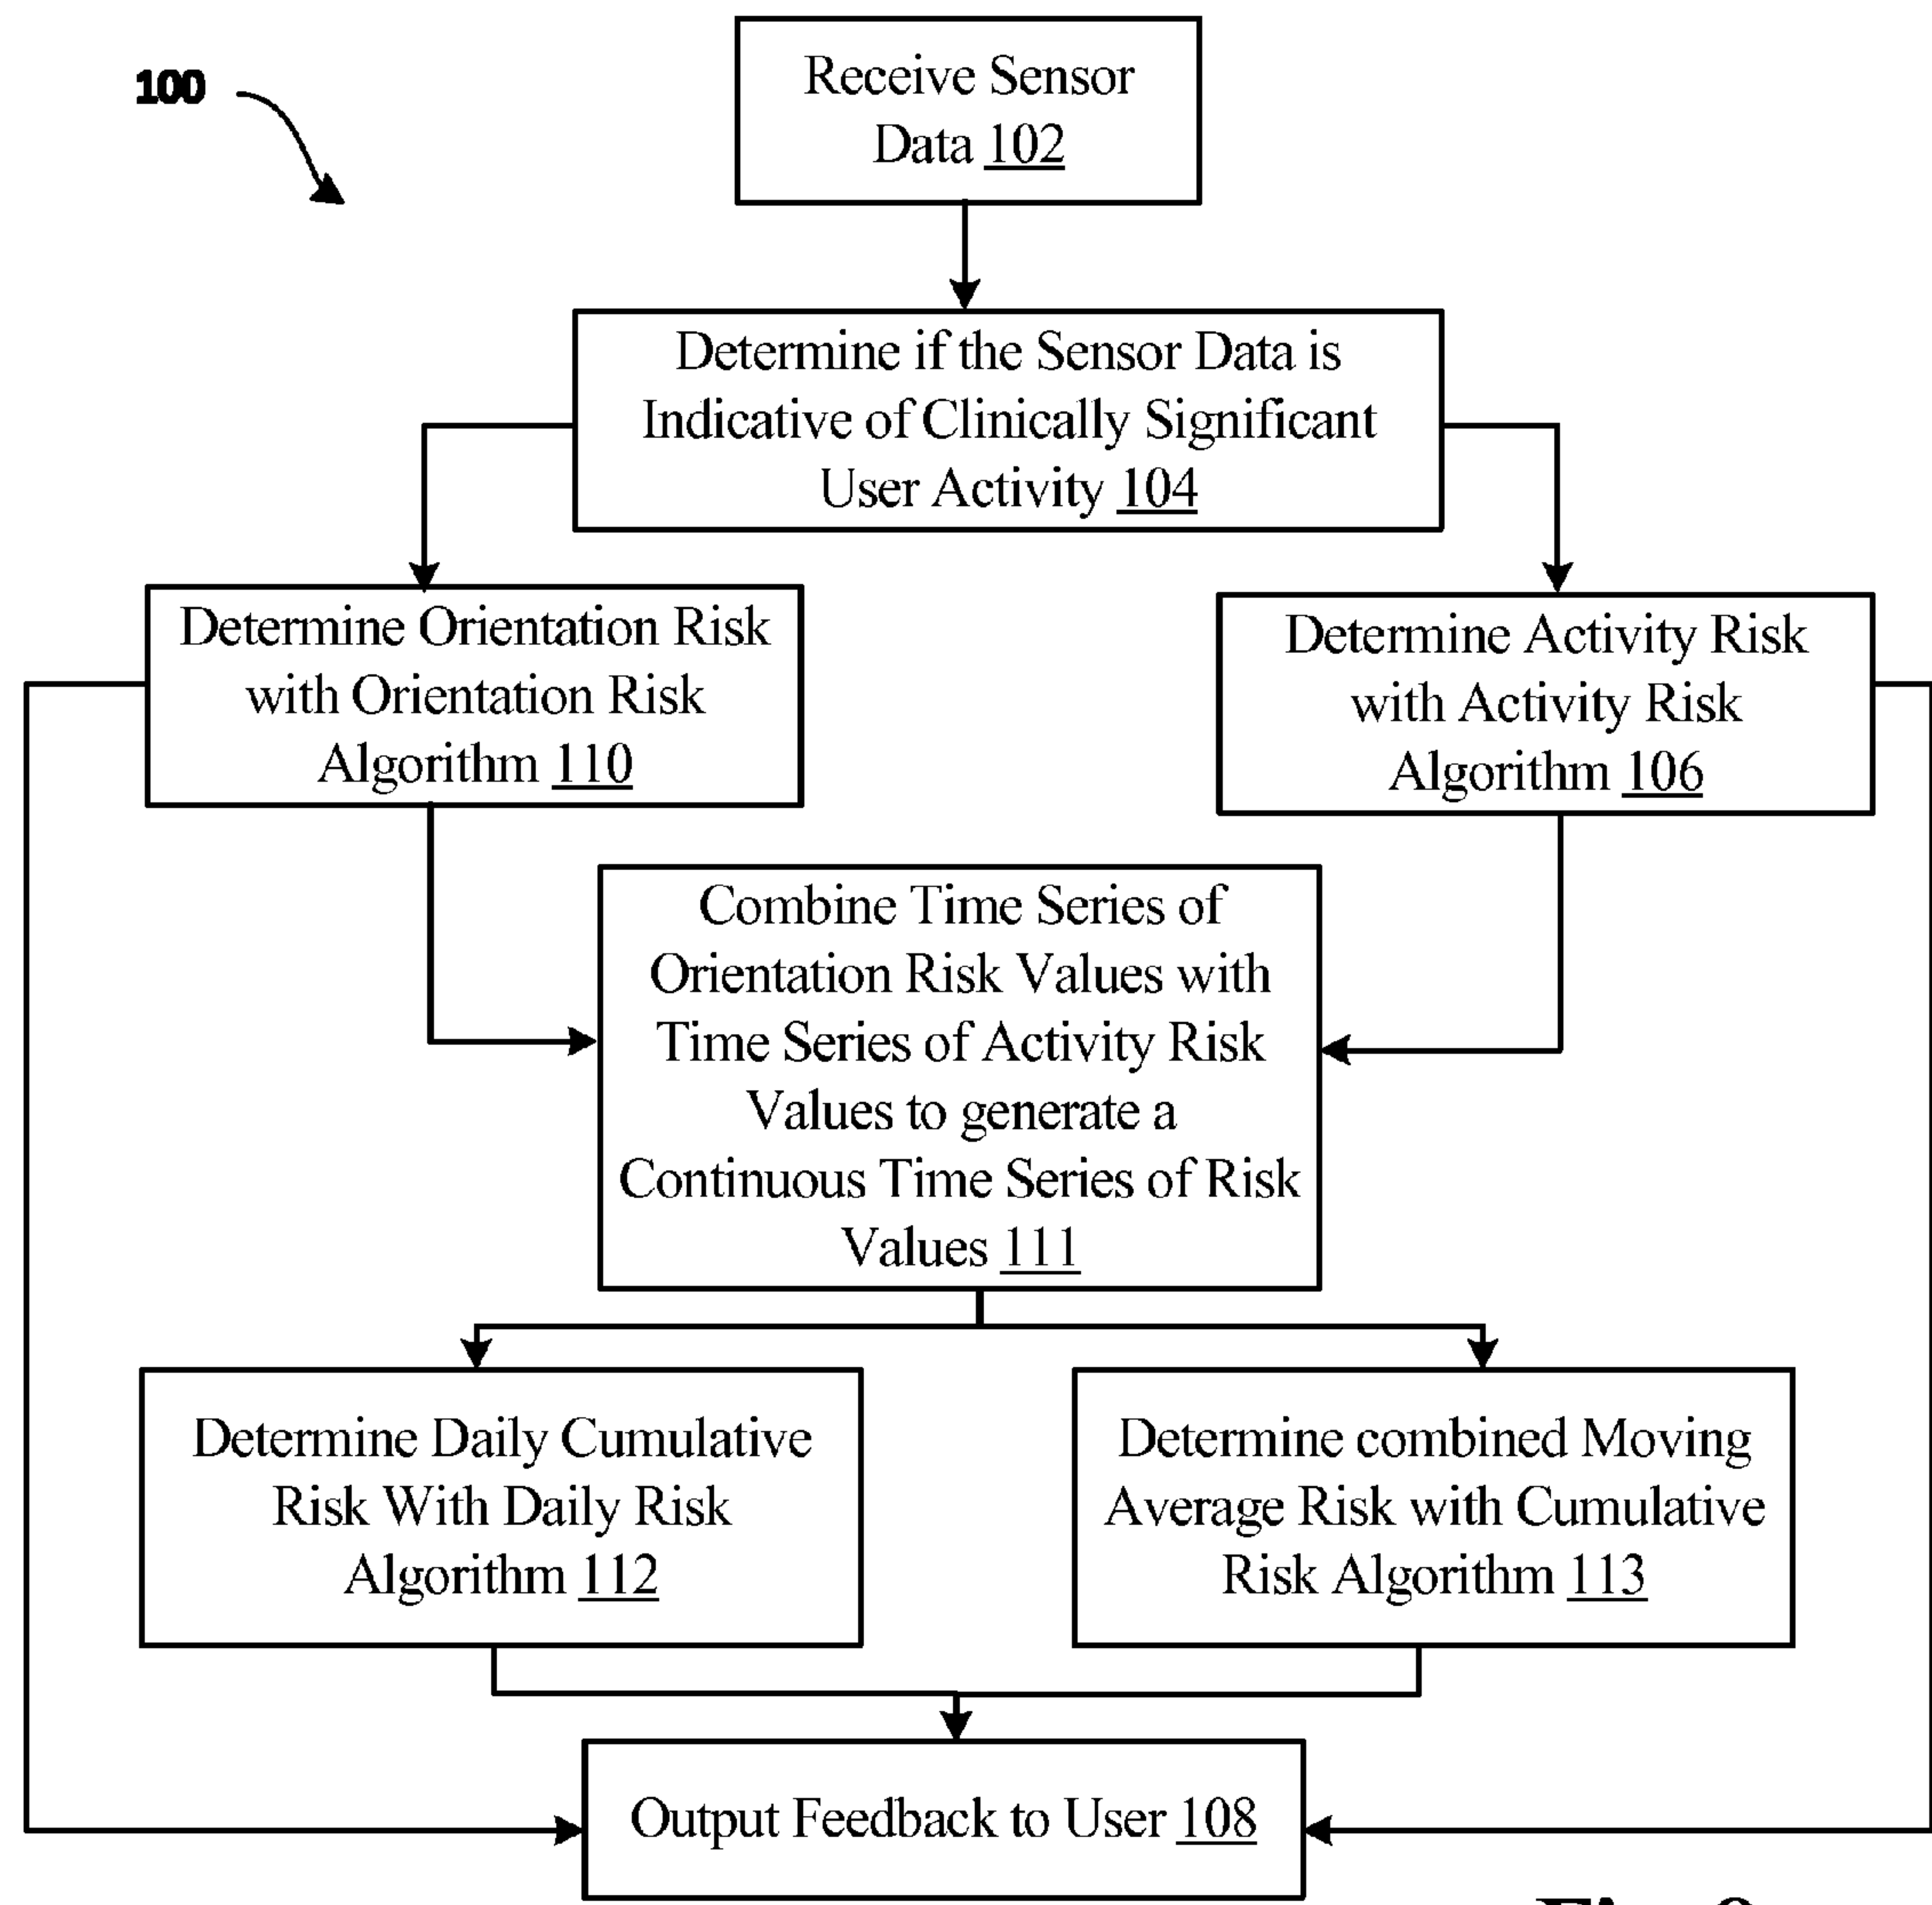 100
Receive Sensor
Data 102
Determine if the Sensor Data is
Indicative of Clinically Significant
User Activity 104
Determine Orientation Risk
with Orientation Risk
Algorithm 110
Determine Activity Risk
with Activity Risk
Algorithm 106
Combine Time Series of
Orientation Risk Values with
Time Series of Activity Risk
Values to generate a
Continuous Time Series of Risk
Values 111
Determine Daily Cumulative
Risk With Daily Risk
Algorithm 112
Determine combined Moving
Average Risk with Cumulative
Risk Algorithm 113
Output Feedback to User 108